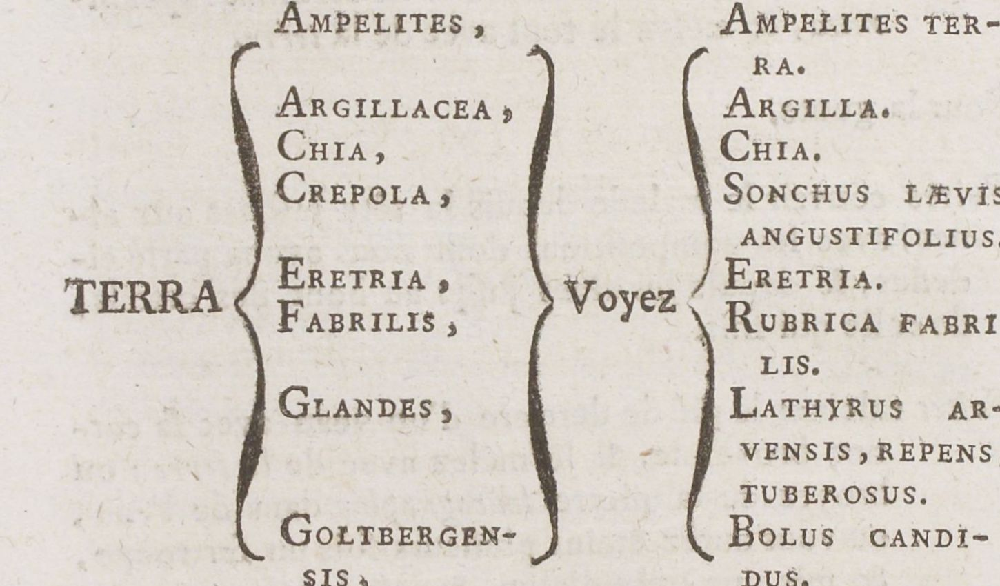 AMPELITES, AMPELITES TER-
RA.
ARGILLACEA, ARGILLA.
CHIA, CHIA.
CREPOLA, SONCHUS LÆVIS
ANGUSTIFOLIUS.
TERRA ERETRIA, Voyez ERETRIA.
FABRILIS, RUBRICA FABRI
LIS.
GLANDES, LATHYRUS AR-
VENSIS, REPENS
TUBEROSUS.
GOLTBERGEN- BOLUS CANDI-
SIS, DUS.